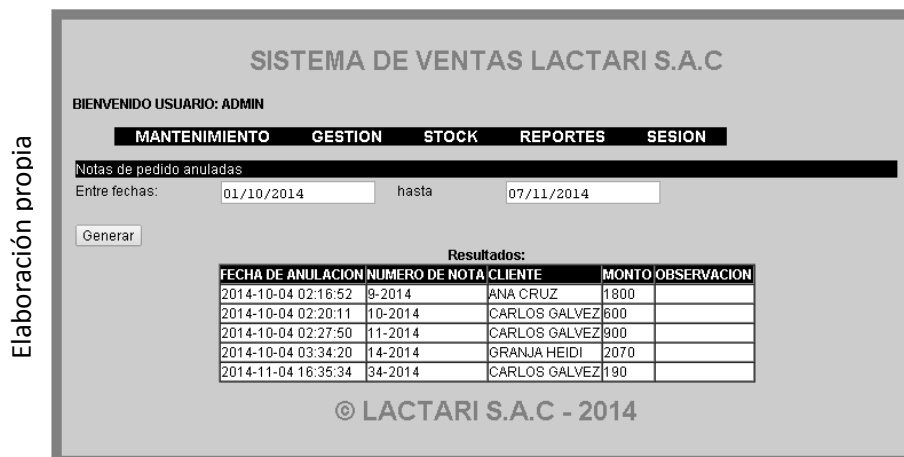 SISTEMA DE VENTAS LACTARI S.A.C
BIENVENIDO USUARIO: ADMIN
MANTENIMIENTO GESTION STOCK REPORTES SESION
Notas de pedido anuladas
Entre fechas: 01/10/2014 hasta 07/11/2014
Generar
Resultados:
FECHA DE ANULACION NUMERO DE NOTA CLIENTE MONTO OBSERVACION
2014-10-04 02:16:52 9-2014 ANA CRUZ 1800
2014-10-04 02:20:11 10-2014 CARLOS GALVEZ 600
2014-10-04 02:27:50 11-2014 CARLOS GALVEZ 900
2014-10-04 03:34:20 14-2014 GRANJA HEIDI 2070
2014-11-04 16:35:34 34-2014 CARLOS GALVEZ 190
© LACTARI S.A.C - 2014
Elaboración propia